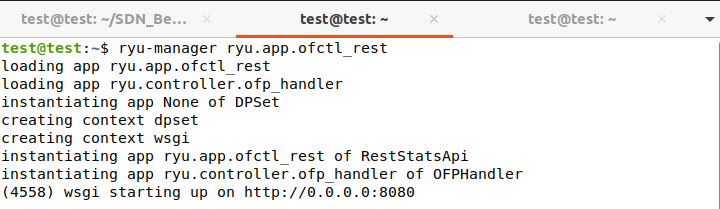 test@test: ~/SDN_Be... × test@test: ~ × test@test: ~ ×
test@test:~$ ryu-manager ryu.app.ofctl_rest
loading app ryu.app.ofctl_rest
loading app ryu.controller.ofp_handler
instantiating app None of DPSet
creating context dpset
creating context wsgi
instantiating app ryu.app.ofctl_rest of RestStatsApi
instantiating app ryu.controller.ofp_handler of OFPHandler
(4558) wsgi starting up on http://0.0.0.0:8080